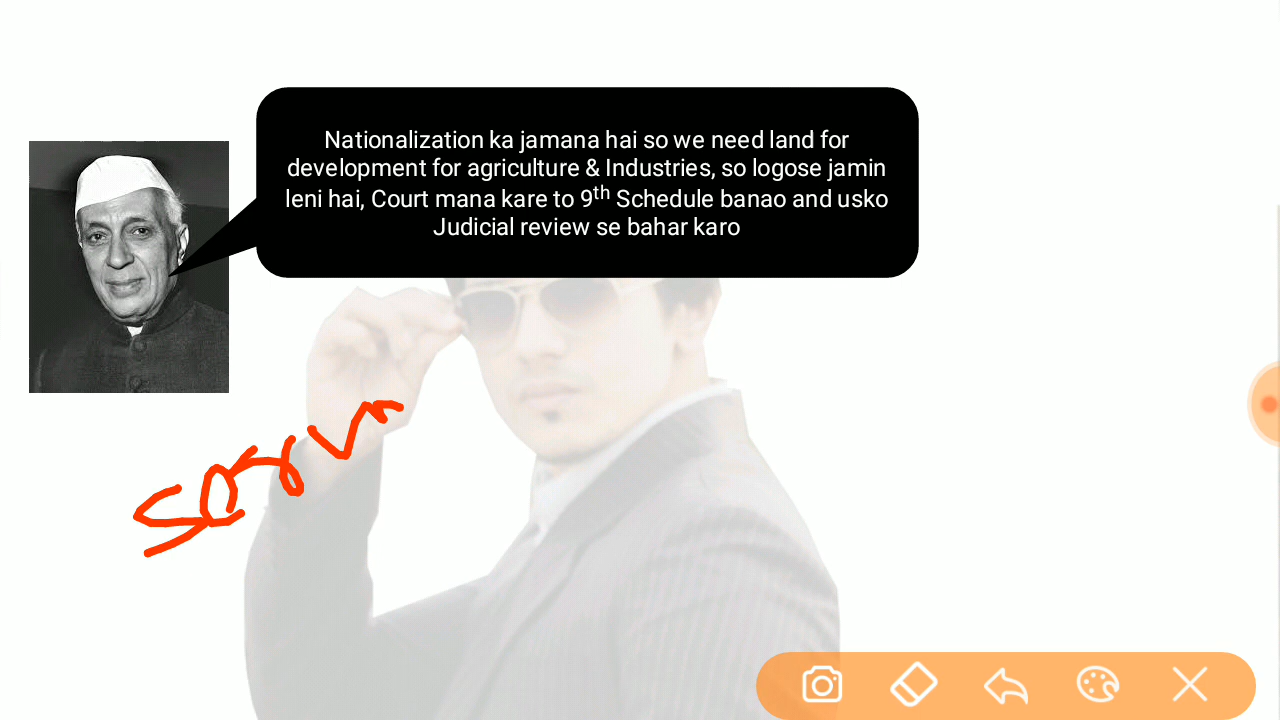 Nationalization ka jamana hai so we need land for
development for agriculture & Industries, so logose jamin
leni hai, Court mana kare to 9th Schedule banao and usko
Judicial review se bahar karo